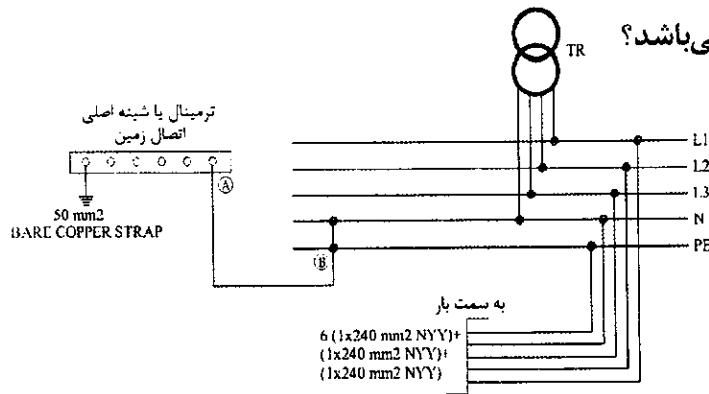 ی‌باشد؟
TR
ترمینال یا شینه اصلی
اتصال زمین
A
50 mm2
BARE COPPER STRAP
L1
L2
L3
N
PE
B
به سمت بار
6 (1x240 mm2 NYY)+
(1x240 mm2 NYY)+
(1x240 mm2 NYY)